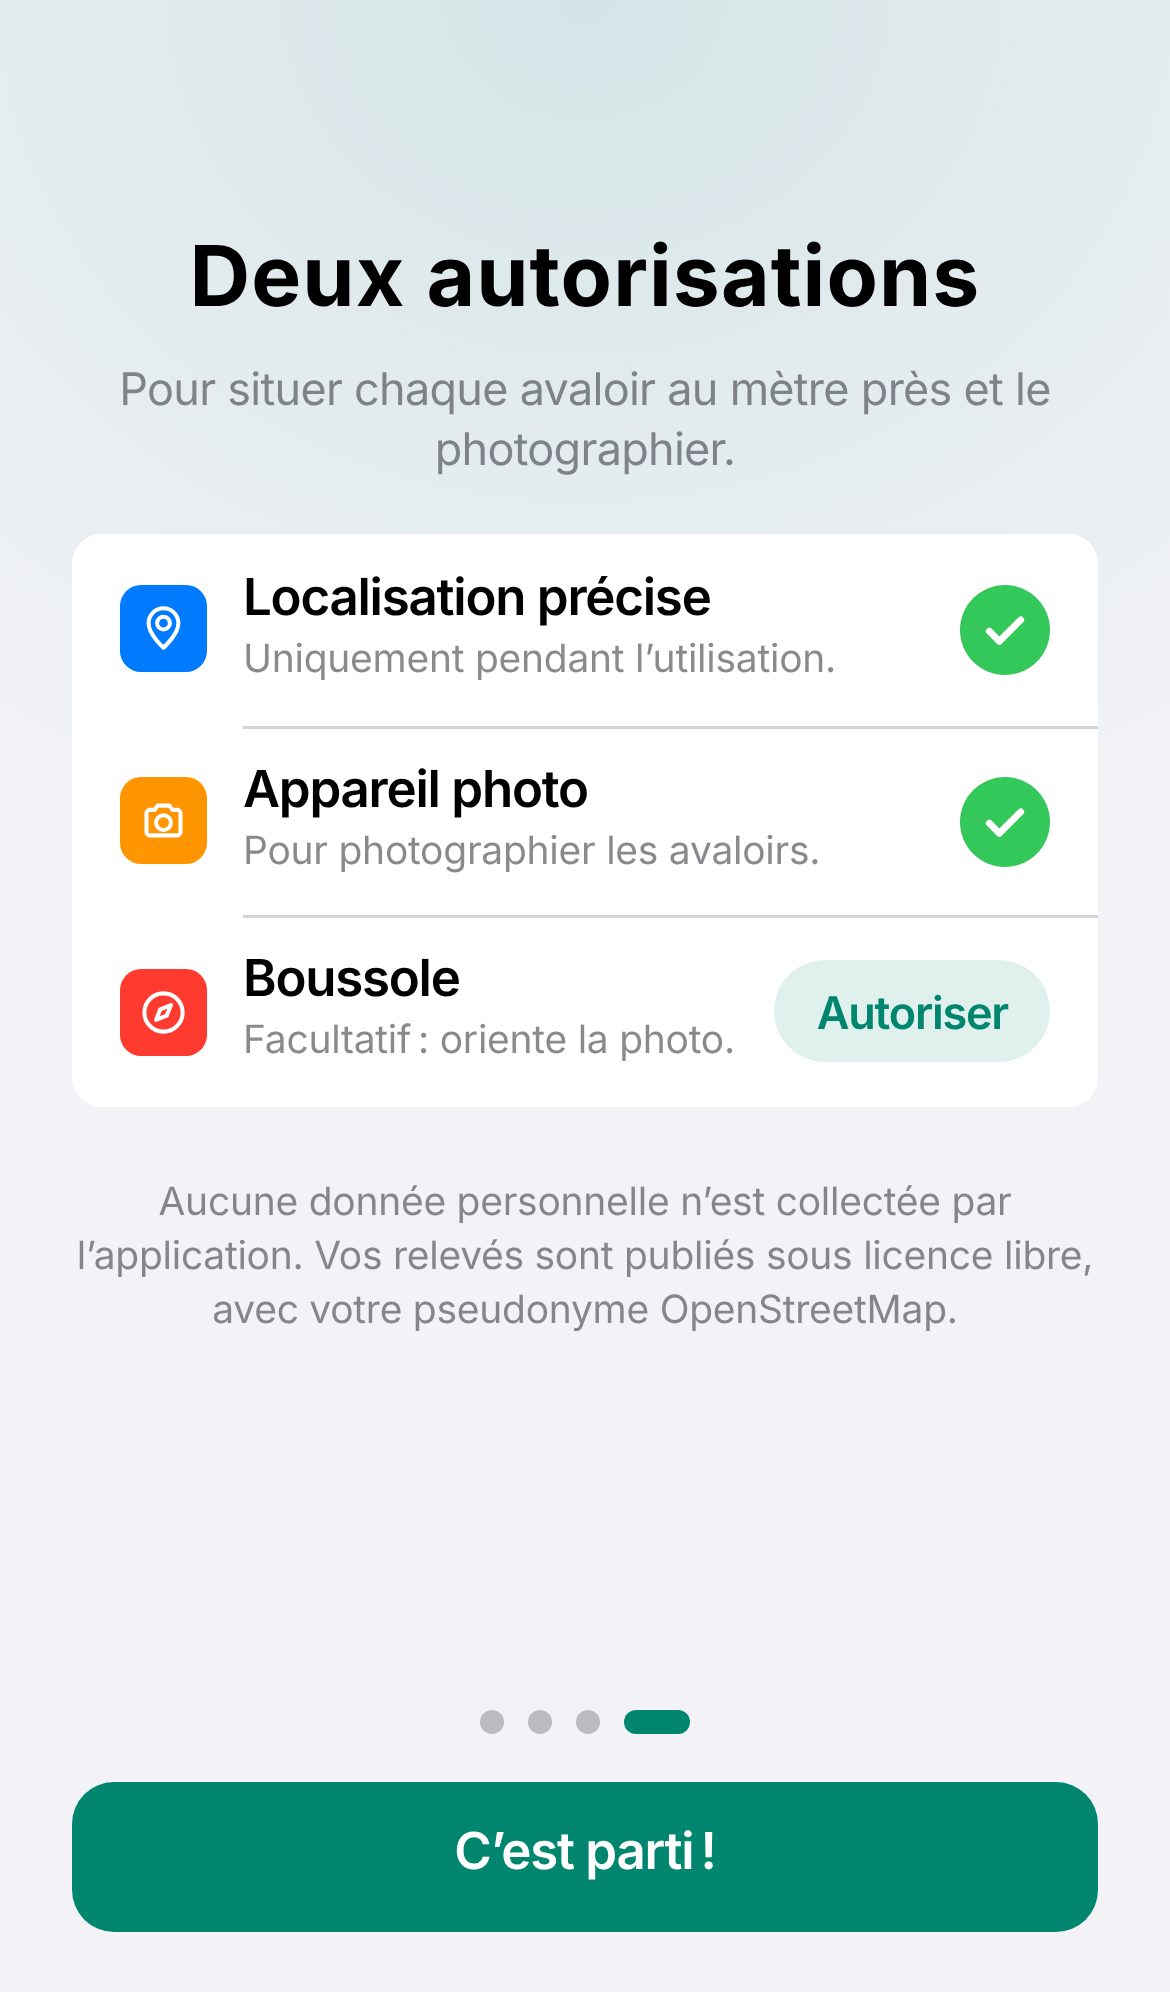 Deux autorisations
Pour situer chaque avaloir au mètre près et le
photographier.
Localisation précise
Uniquement pendant l’utilisation.
Appareil photo
Pour photographier les avaloirs.
Boussole
Facultatif : oriente la photo.
Autoriser
Aucune donnée personnelle n’est collectée par
l’application. Vos relevés sont publiés sous licence libre,
avec votre pseudonyme OpenStreetMap.
C’est parti !